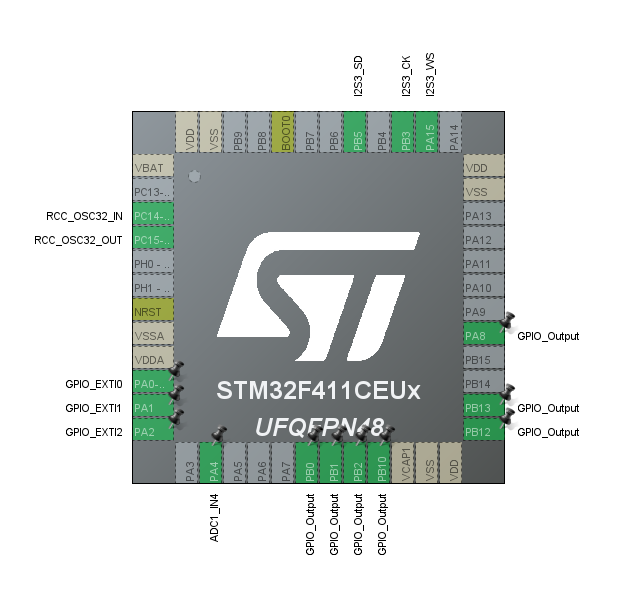 I2S3_SD
I2S3_CK
I2S3_WS
VDD
VSS
PB9
PB8
BOOT0
PB7
PB6
PB5
PB4
PB3
PA15
PA14
VBAT
PC13-..
RCC_OSC32_IN PC14-..
RCC_OSC32_OUT PC15-..
PH0 - ..
PH1 - ..
NRST
VSSA
VDDA
GPIO_EXTI0 PA0-..
GPIO_EXTI1 PA1
GPIO_EXTI2 PA2
VDD
VSS
PA13
PA12
PA11
PA10
PA9
PA8 GPIO_Output
PB15
PB14
PB13 GPIO_Output
PB12 GPIO_Output
ST
STM32F411CEUx
UFQFPN48
PA3
PA4
PA5
PA6
PA7
PB0
PB1
PB2
PB10
VCAP1
VSS
VDD
ADC1_IN4
GPIO_Output
GPIO_Output
GPIO_Output
GPIO_Output